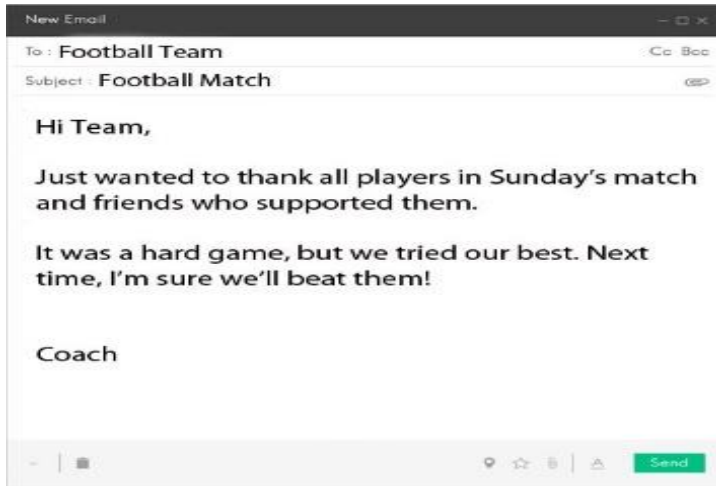 New Email
To : Football Team Cc Bcc
Subject : Football Match
Hi Team,
Just wanted to thank all players in Sunday’s match
and friends who supported them.
It was a hard game, but we tried our best. Next
time, I’m sure we’ll beat them!
Coach
A Send